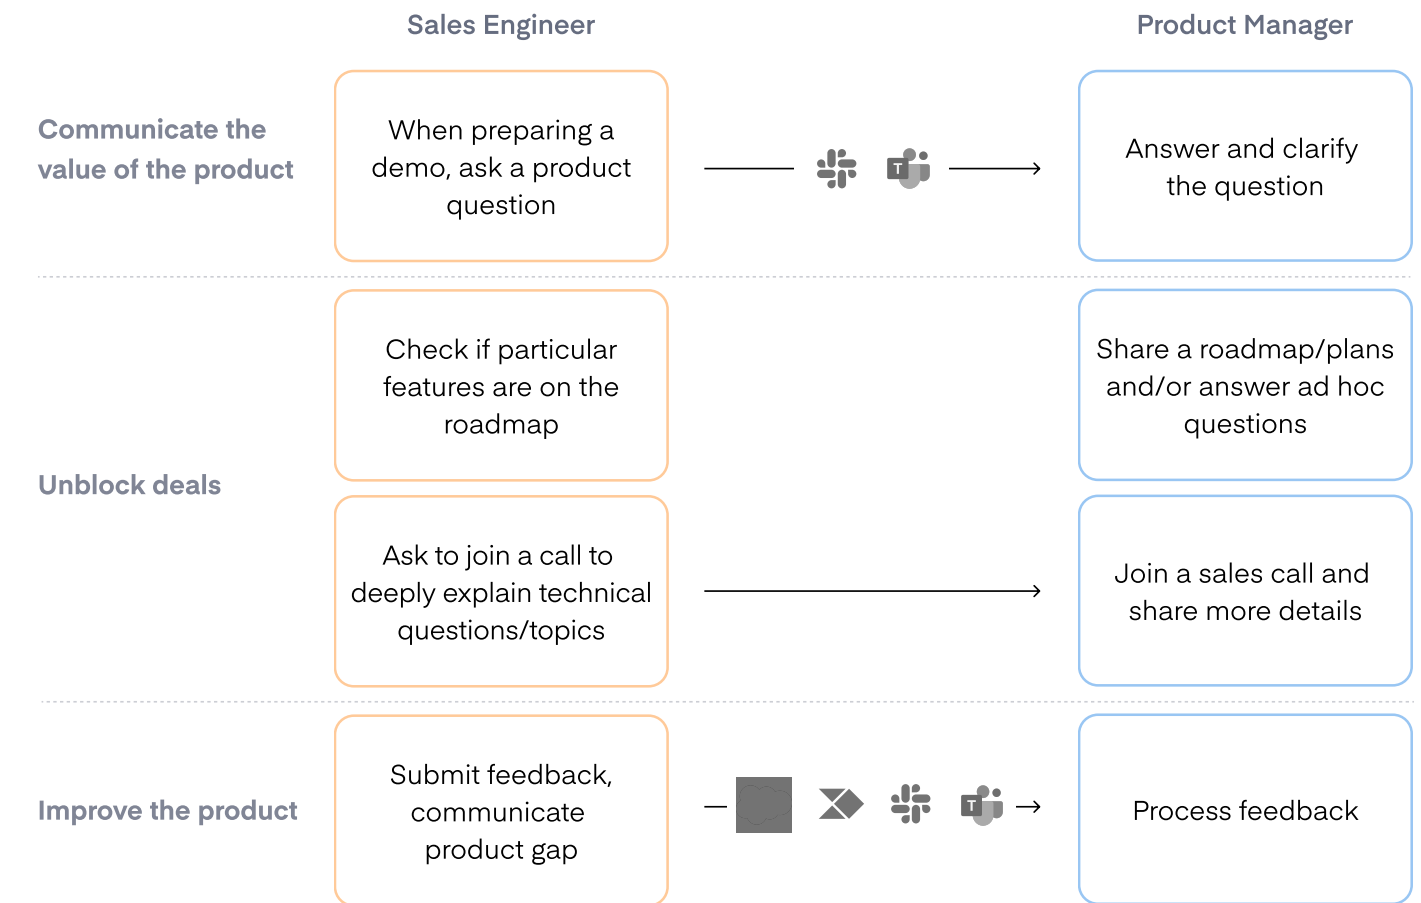 Sales Engineer
Product Manager
Communicate the
value of the product
When preparing a
demo, ask a product
question
T
Answer and clarify
the question
Unblock deals
Check if particular
features are on the
roadmap
Share a roadmap/plans
and/or answer ad hoc
questions
Ask to join a call to
deeply explain technical
questions/topics
Join a sales call and
share more details
Improve the product
Submit feedback,
communicate
product gap
T
Process feedback